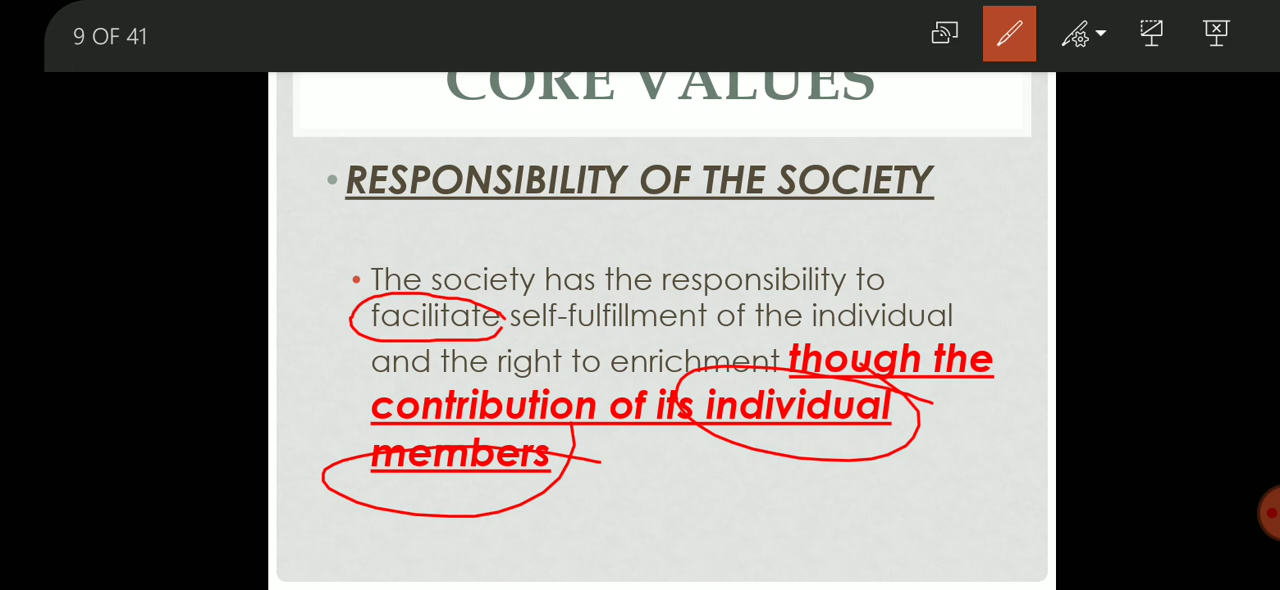 9 OF 41
CORE VALUES
• RESPONSIBILITY OF THE SOCIETY
• The society has the responsibility to
facilitate self-fulfillment of the individual
and the right to enrichment though the
contribution of its individual
members